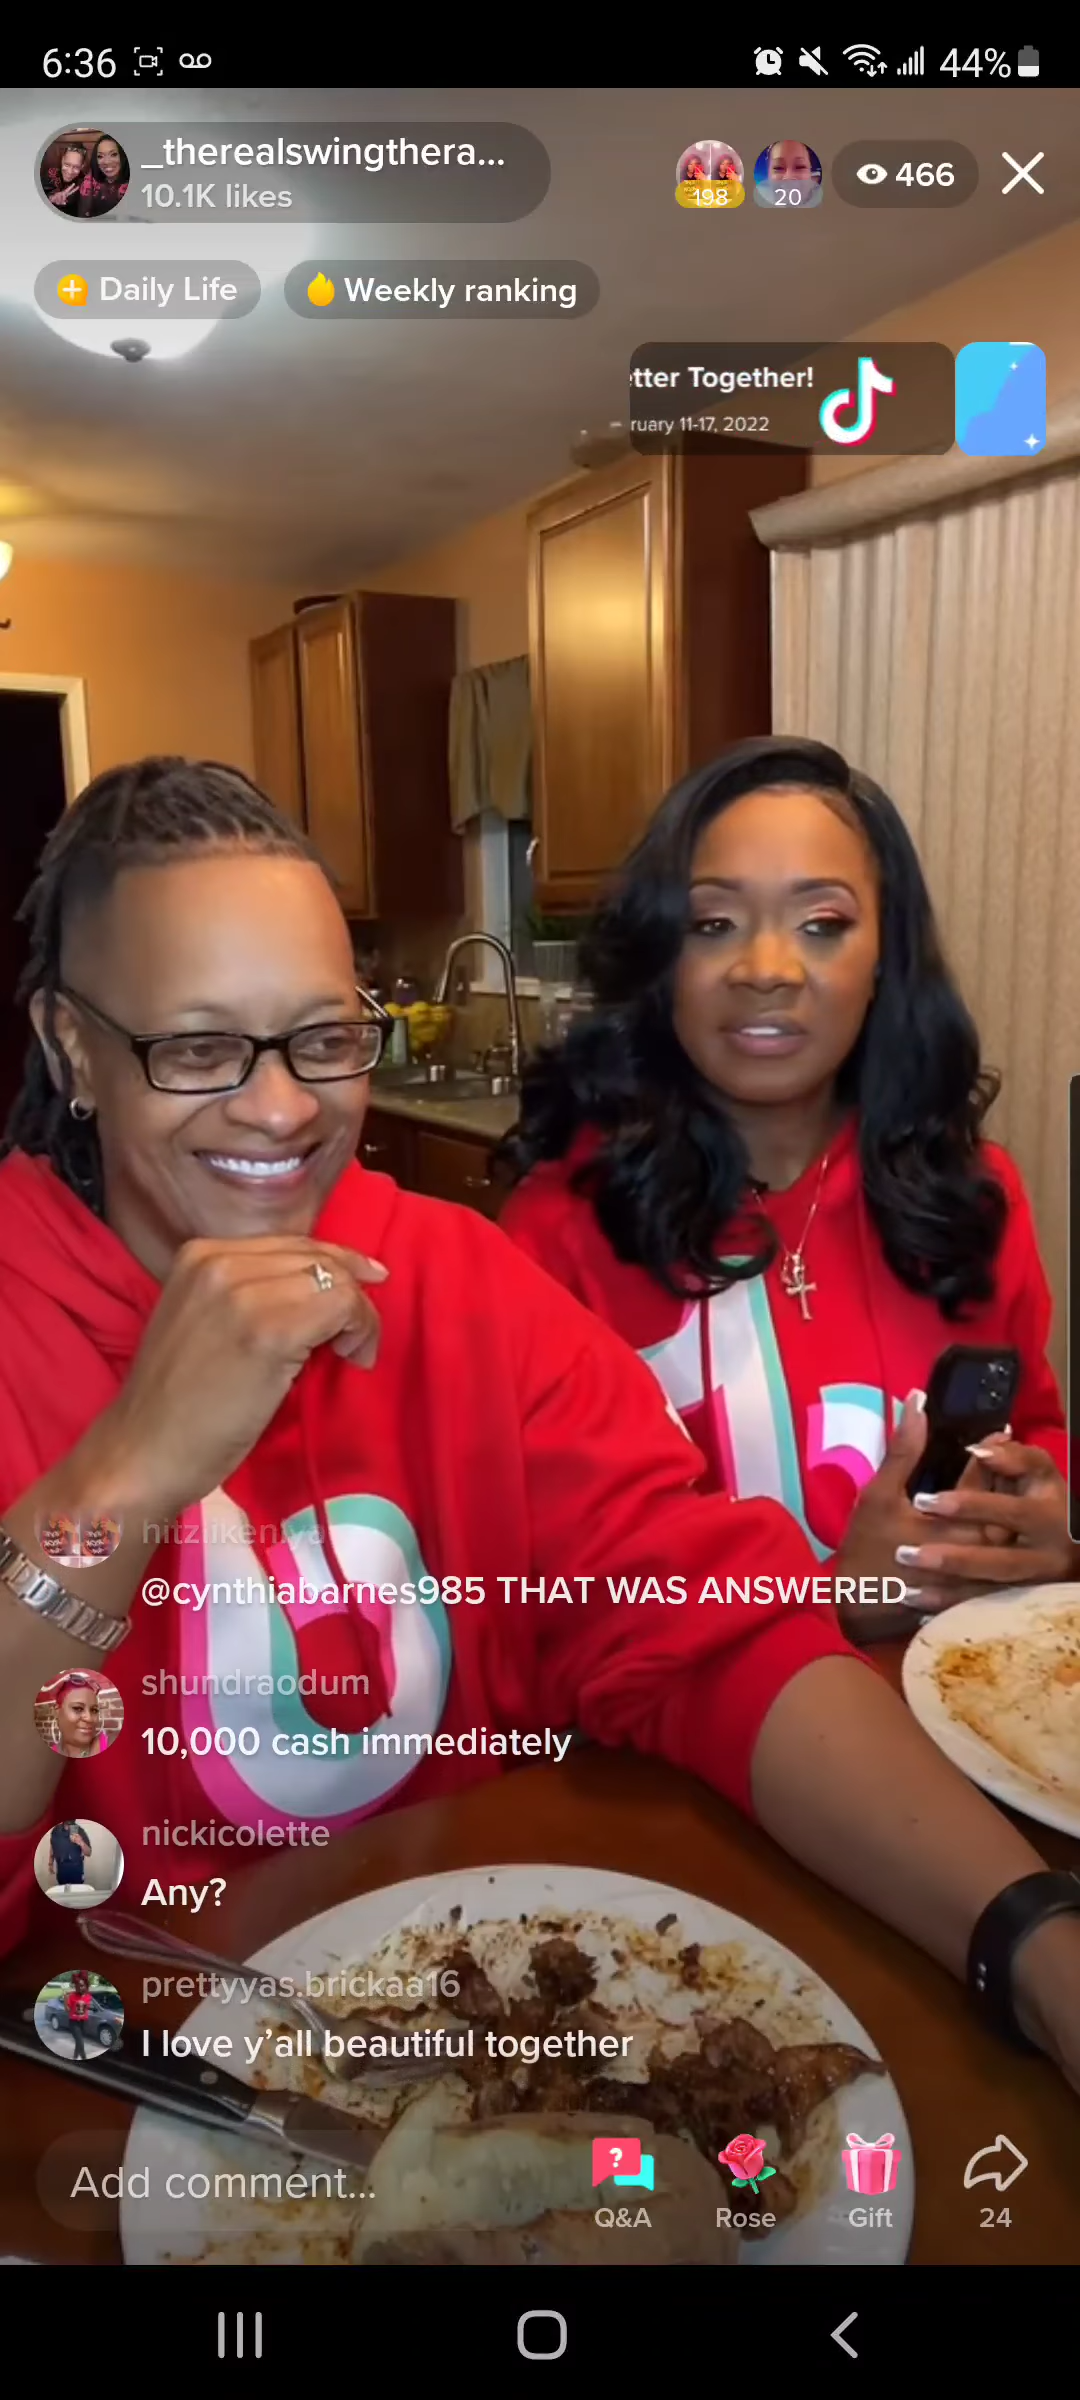 6:36
44%
_therealswingthera...
10.1K likes
198
20
466
Daily Life
Weekly ranking
tter Together!
ruary 11-17, 2022
hitzlikeniya
@cynthiabarnes985 THAT WAS ANSWERED
shundraodum
10,000 cash immediately
nickicolette
Any?
prettyyas.brickaa16
I love y'all beautiful together
Add comment...
?
Q&A
Rose
Gift
24